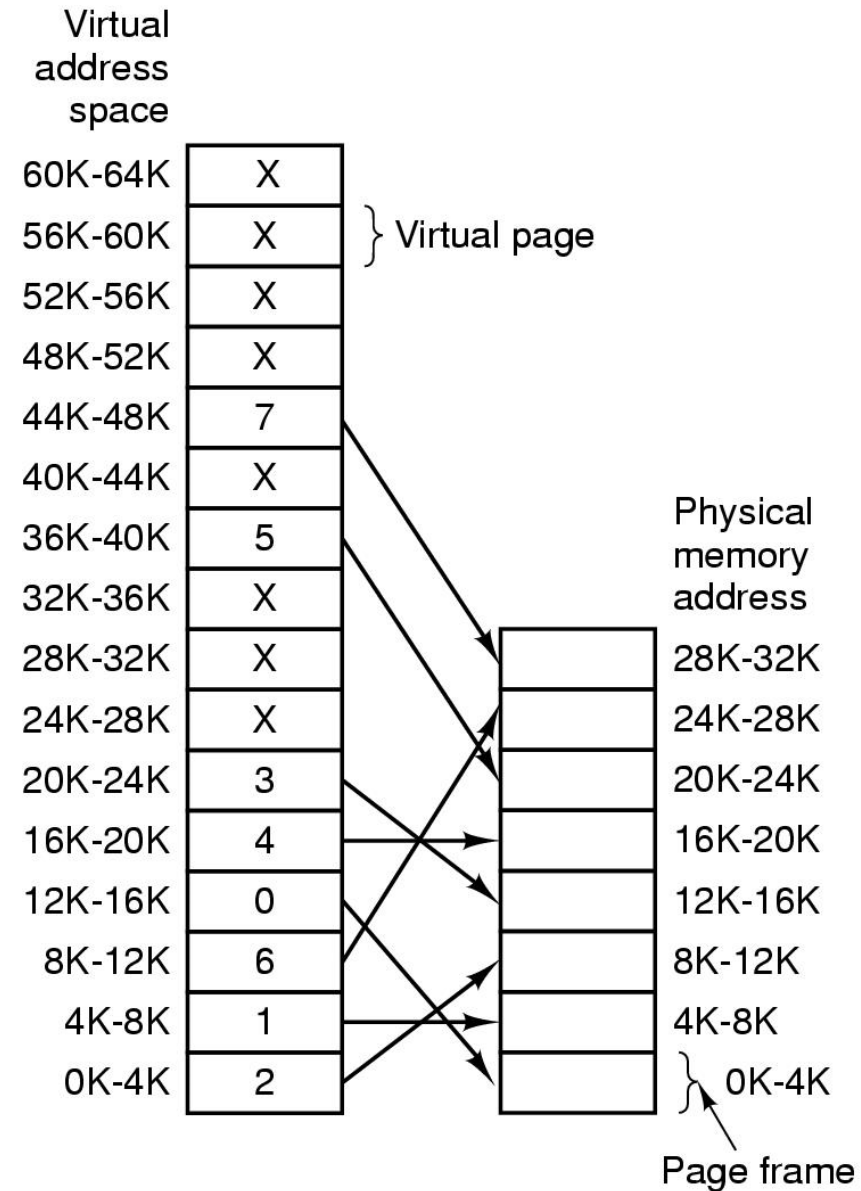 Virtual
address
space
60K-64K X
56K-60K X Virtual page
52K-56K X
48K-52K X
44K-48K 7
40K-44K X
36K-40K 5
32K-36K X
28K-32K X
24K-28K X
20K-24K 3
16K-20K 4
12K-16K 0
8K-12K 6
4K-8K 1
0K-4K 2
Physical
memory
address
28K-32K
24K-28K
20K-24K
16K-20K
12K-16K
8K-12K
4K-8K
0K-4K
Page frame